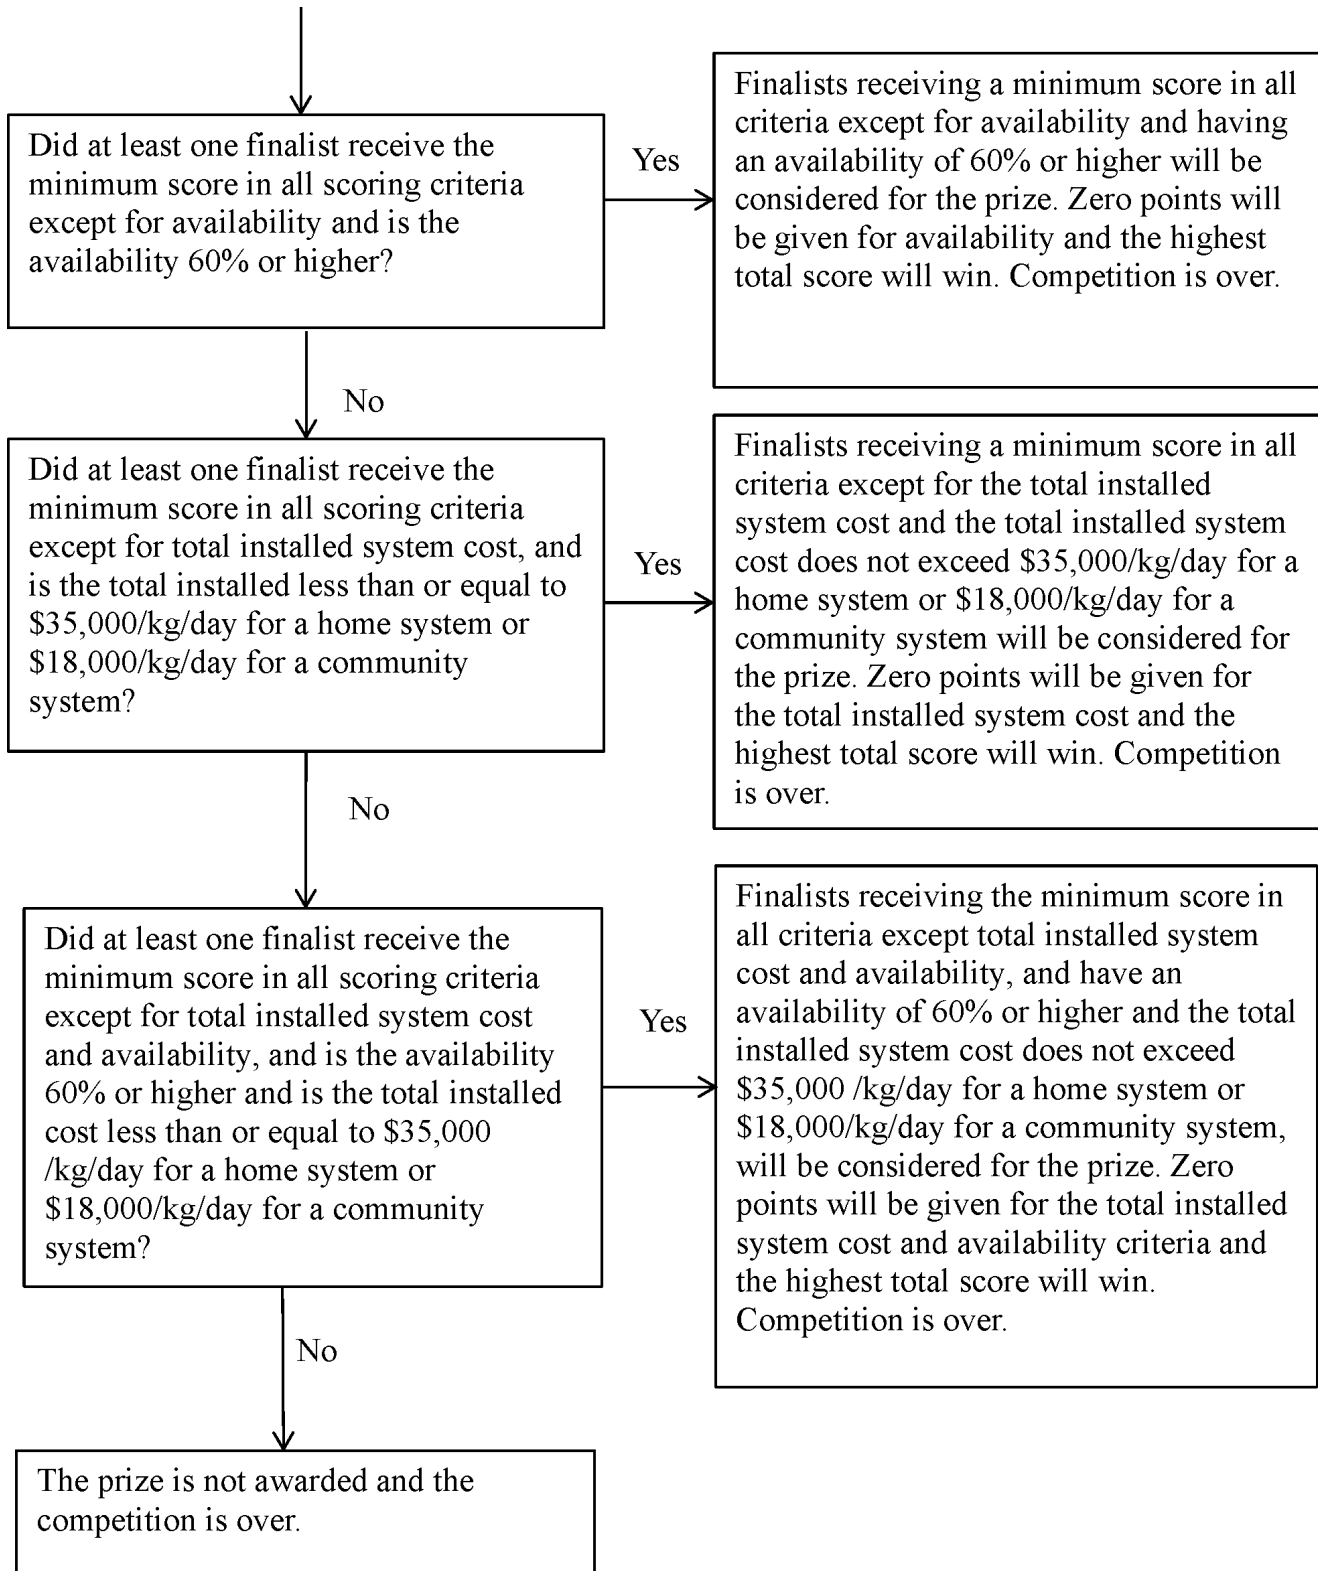 Did at least one finalist receive the
minimum score in all scoring criteria
except for availability and is the
availability 60% or higher?
Yes
Finalists receiving a minimum score in all
criteria except for availability and having
an availability of 60% or higher will be
considered for the prize. Zero points will
be given for availability and the highest
total score will win. Competition is over.
No
Did at least one finalist receive the
minimum score in all scoring criteria
except for total installed system cost, and
is the total installed less than or equal to
$35,000/kg/day for a home system or
$18,000/kg/day for a community
system?
Yes
Finalists receiving a minimum score in all
criteria except for the total installed
system cost and the total installed system
cost does not exceed $35,000/kg/day for a
home system or $18,000/kg/day for a
community system will be considered for
the prize. Zero points will be given for
the total installed system cost and the
highest total score will win. Competition
is over.
No
Did at least one finalist receive the
minimum score in all scoring criteria
except for total installed system cost
and availability, and is the availability
60% or higher and is the total installed
cost less than or equal to $35,000
/kg/day for a home system or
$18,000/kg/day for a community
system?
Yes
Finalists receiving the minimum score in
all criteria except total installed system
cost and availability, and have an
availability of 60% or higher and the total
installed system cost does not exceed
$35,000 /kg/day for a home system or
$18,000/kg/day for a community system,
will be considered for the prize. Zero
points will be given for the total installed
system cost and availability criteria and
the highest total score will win.
Competition is over.
No
The prize is not awarded and the
competition is over.